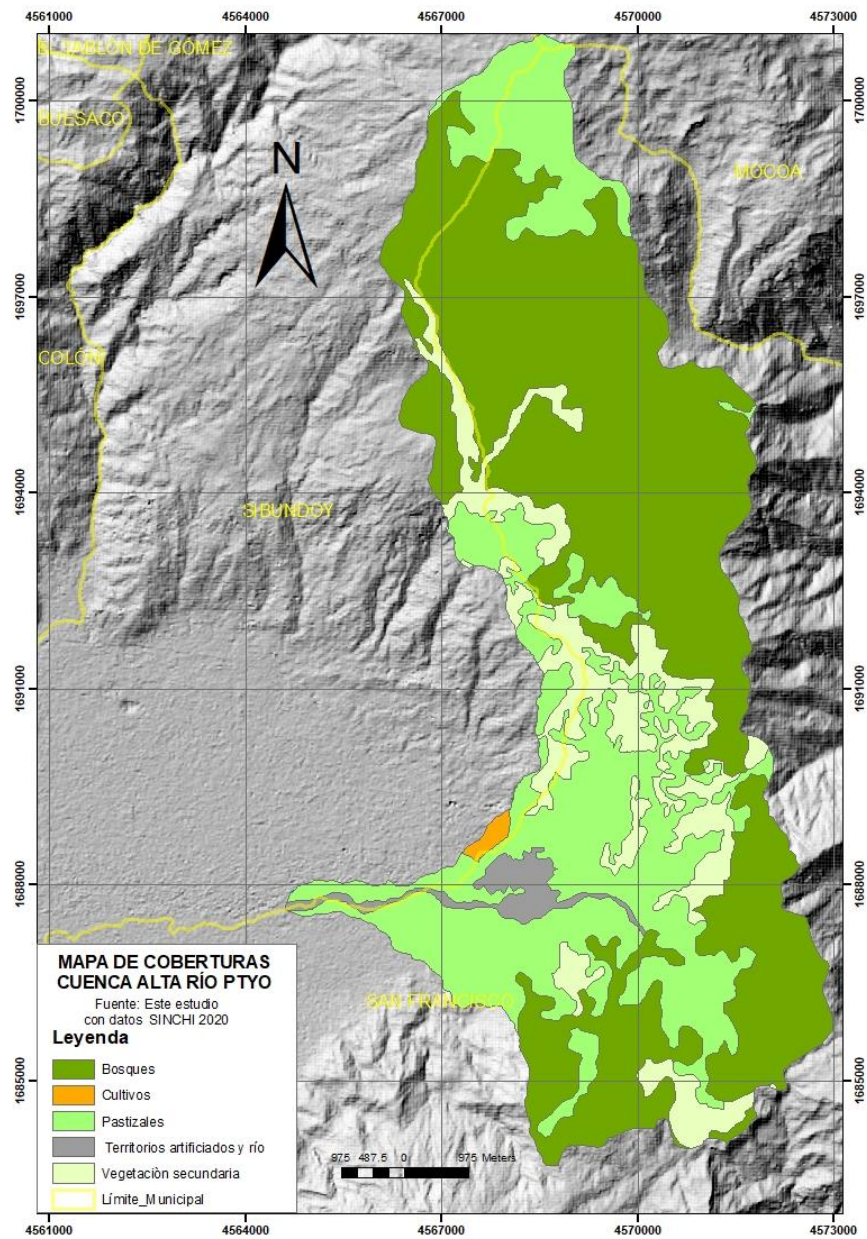 4561000 4564000 4567000 4570000 4573000
EL TABLÓN DE GÓMEZ
1700000 1700000
BUESACO
N
MOCOA
1697000 1697000
COLÓN
1694000 1694000
SIBUNDOY
1691000 1691000
1688000 1688000
MAPA DE COBERTURAS
CUENCA ALTA RÍO PTYO
Fuente: Este estudio
con datos SINCHI 2020
SAN FRANCISCO
Leyenda
Bosques
Cultivos
Pastizales
Territorios artificiados y río
Vegetaciòn secundaria
Límite_Municipal
1685000 1685000
975 487.5 0 975 Meters
4561000 4564000 4567000 4570000 4573000